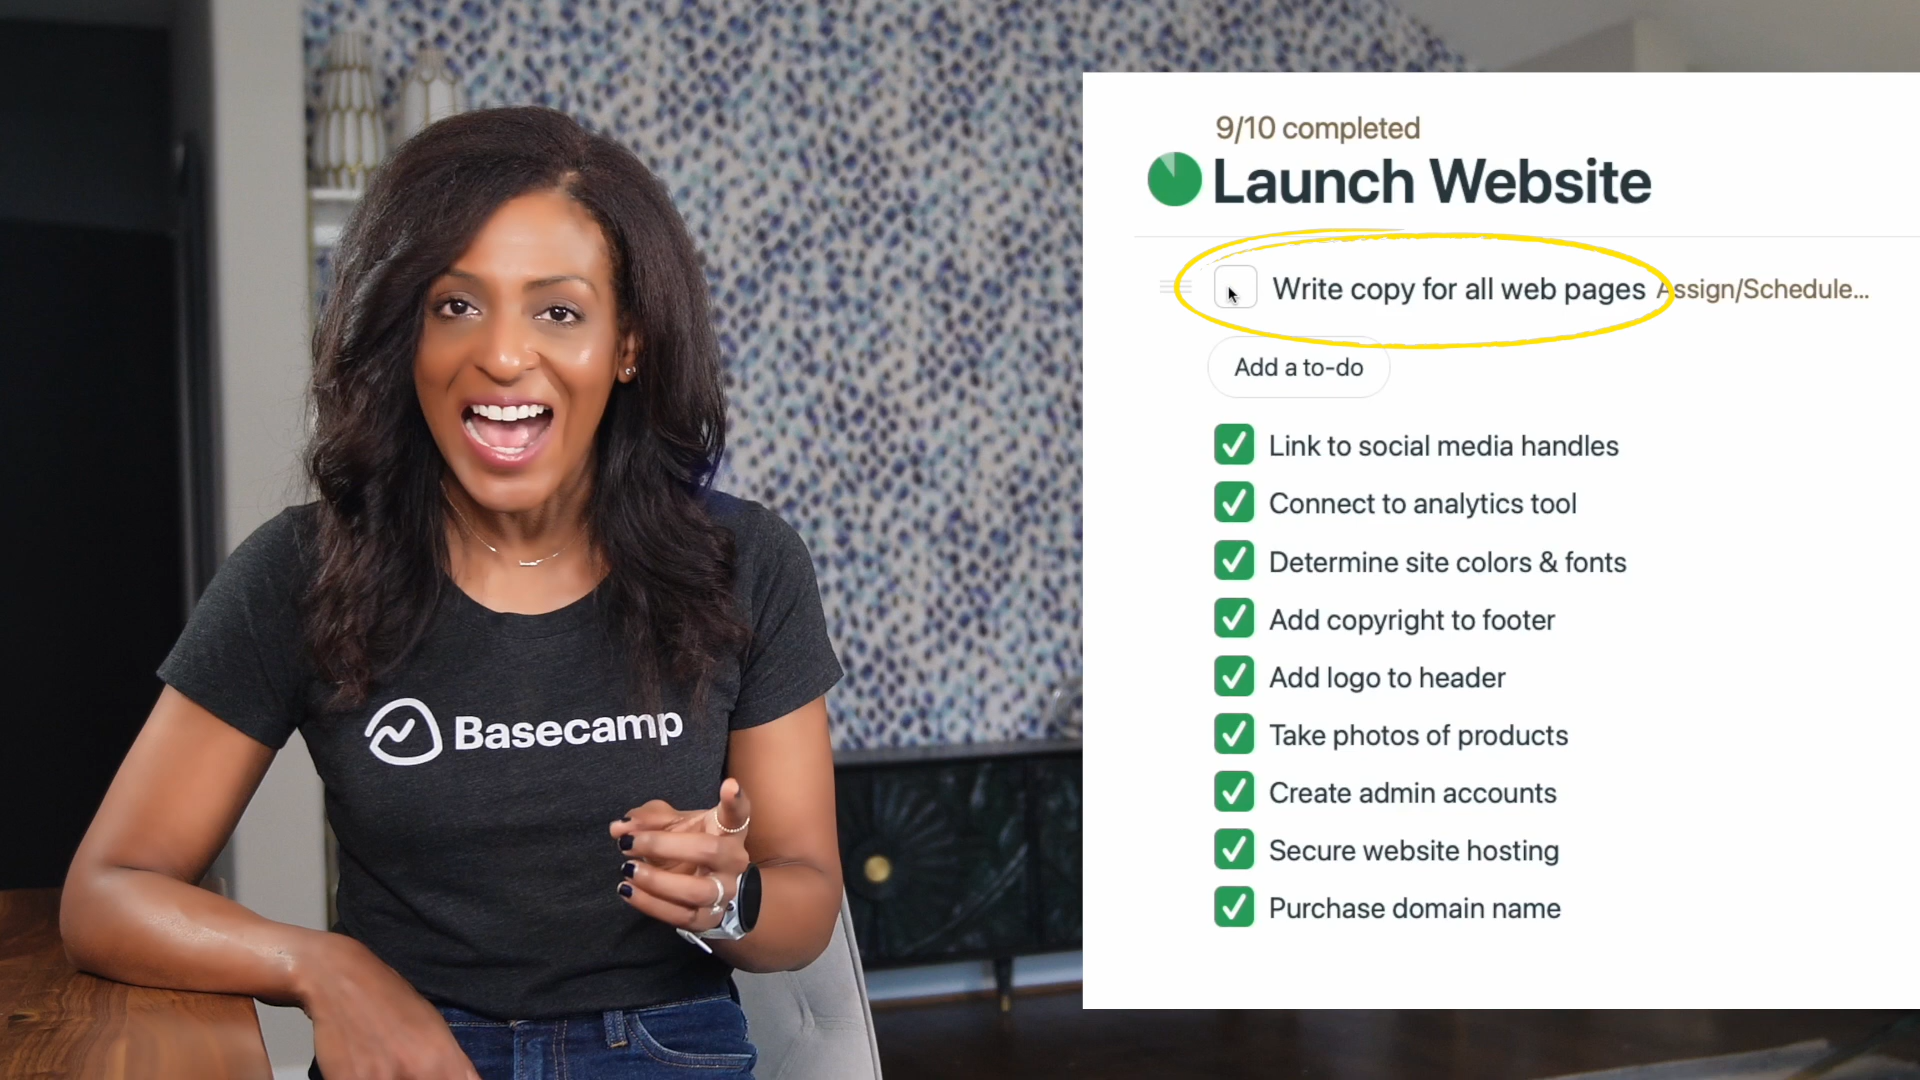 Basecamp
9/10 completed
Launch Website
Write copy for all web pages Assign/Schedule...
Add a to-do
Link to social media handles
Connect to analytics tool
Determine site colors & fonts
Add copyright to footer
Add logo to header
Take photos of products
Create admin accounts
Secure website hosting
Purchase domain name